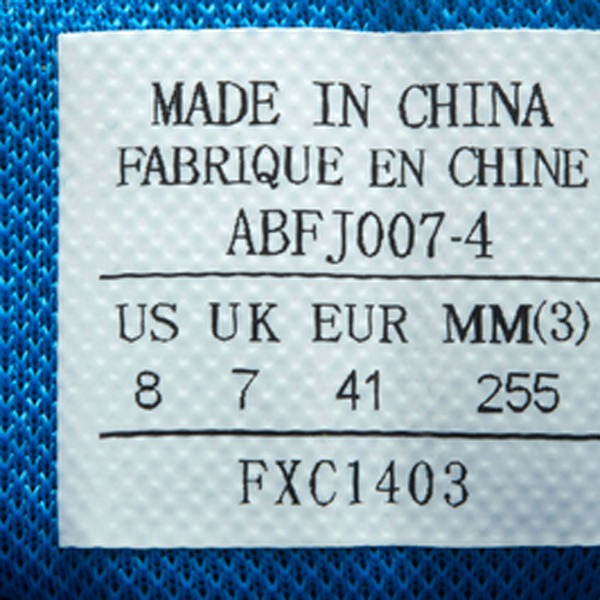 MADE IN CHINA
FABRIQUE EN CHINE
ABFJ007-4
US UK EUR MM(3)
8 7 41 255
FXC1403